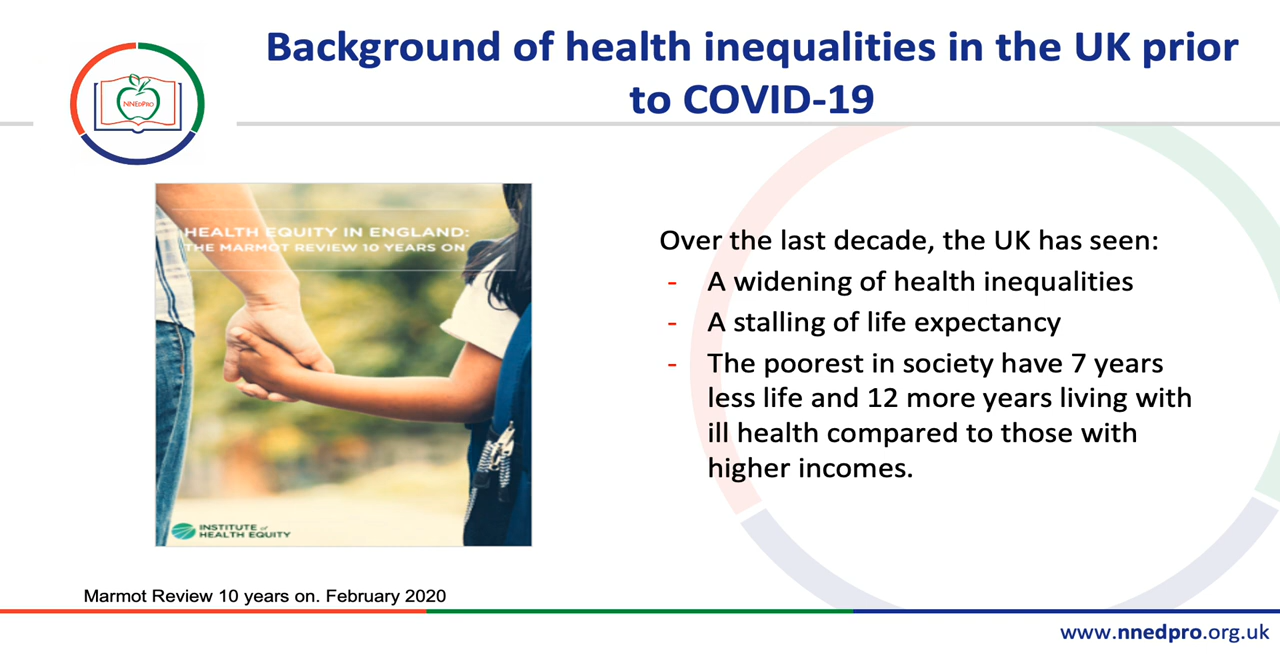 Background of health inequalities in the UK prior
to COVID-19
NNEdPro
HEALTH EQUITY IN ENGLAND:
THE MARMOT REVIEW 10 YEARS ON
INSTITUTE of
HEALTH EQUITY
Over the last decade, the UK has seen:
- A widening of health inequalities
- A stalling of life expectancy
- The poorest in society have 7 years
less life and 12 more years living with
ill health compared to those with
higher incomes.
Marmot Review 10 years on. February 2020
www.nnedpro.org.uk